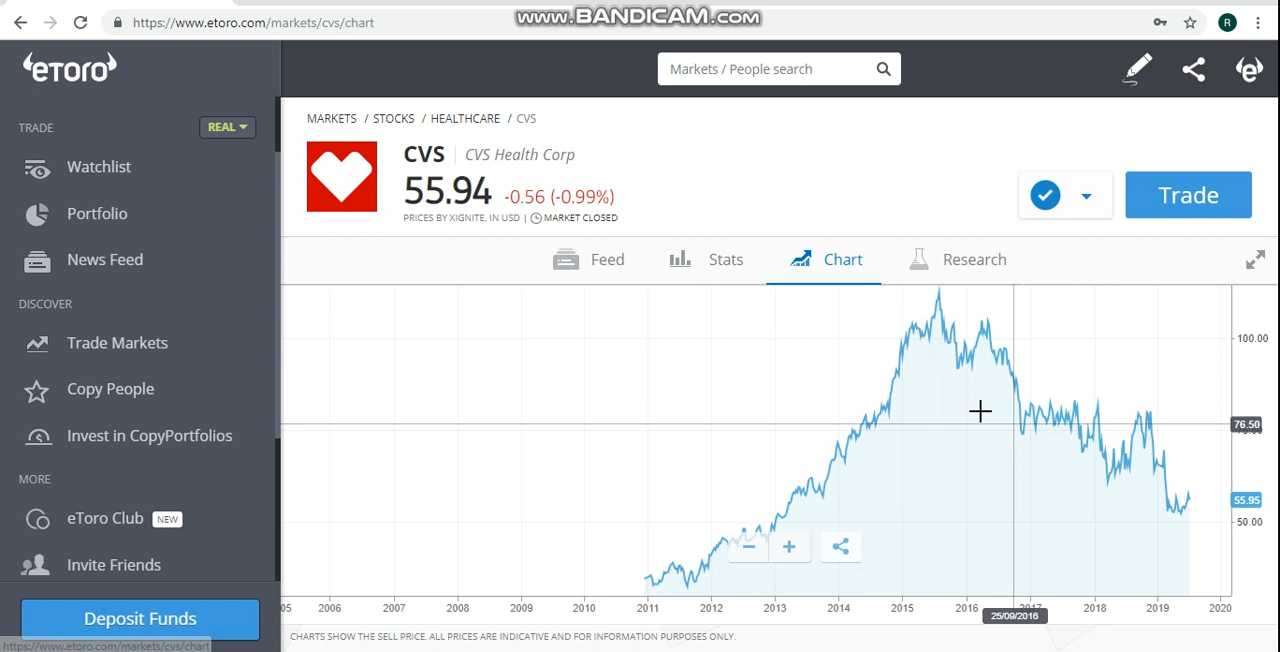 https://www.etoro.com/markets/cvs/chart
www.BANDICAM.com
R
eToro
Markets / People search
e
TRADE
REAL
Watchlist
Portfolio
News Feed
DISCOVER
Trade Markets
Copy People
Invest in CopyPortfolios
MORE
eToro Club NEW
Invite Friends
Deposit Funds
https://www.etoro.com/markets/cvs/chart
MARKETS / STOCKS / HEALTHCARE / CVS
CVS CVS Health Corp
55.94 -0.56 (-0.99%)
PRICES BY XIGNITE, IN USD | MARKET CLOSED
Trade
Feed Stats Chart Research
100.00
76.50
55.95
50.00
05 2006 2007 2008 2009 2010 2011 2012 2013 2014 2015 2016 2017 2018 2019 2020
25/09/2016
CHARTS SHOW THE SELL PRICE. ALL PRICES ARE INDICATIVE AND FOR INFORMATION PURPOSES ONLY.